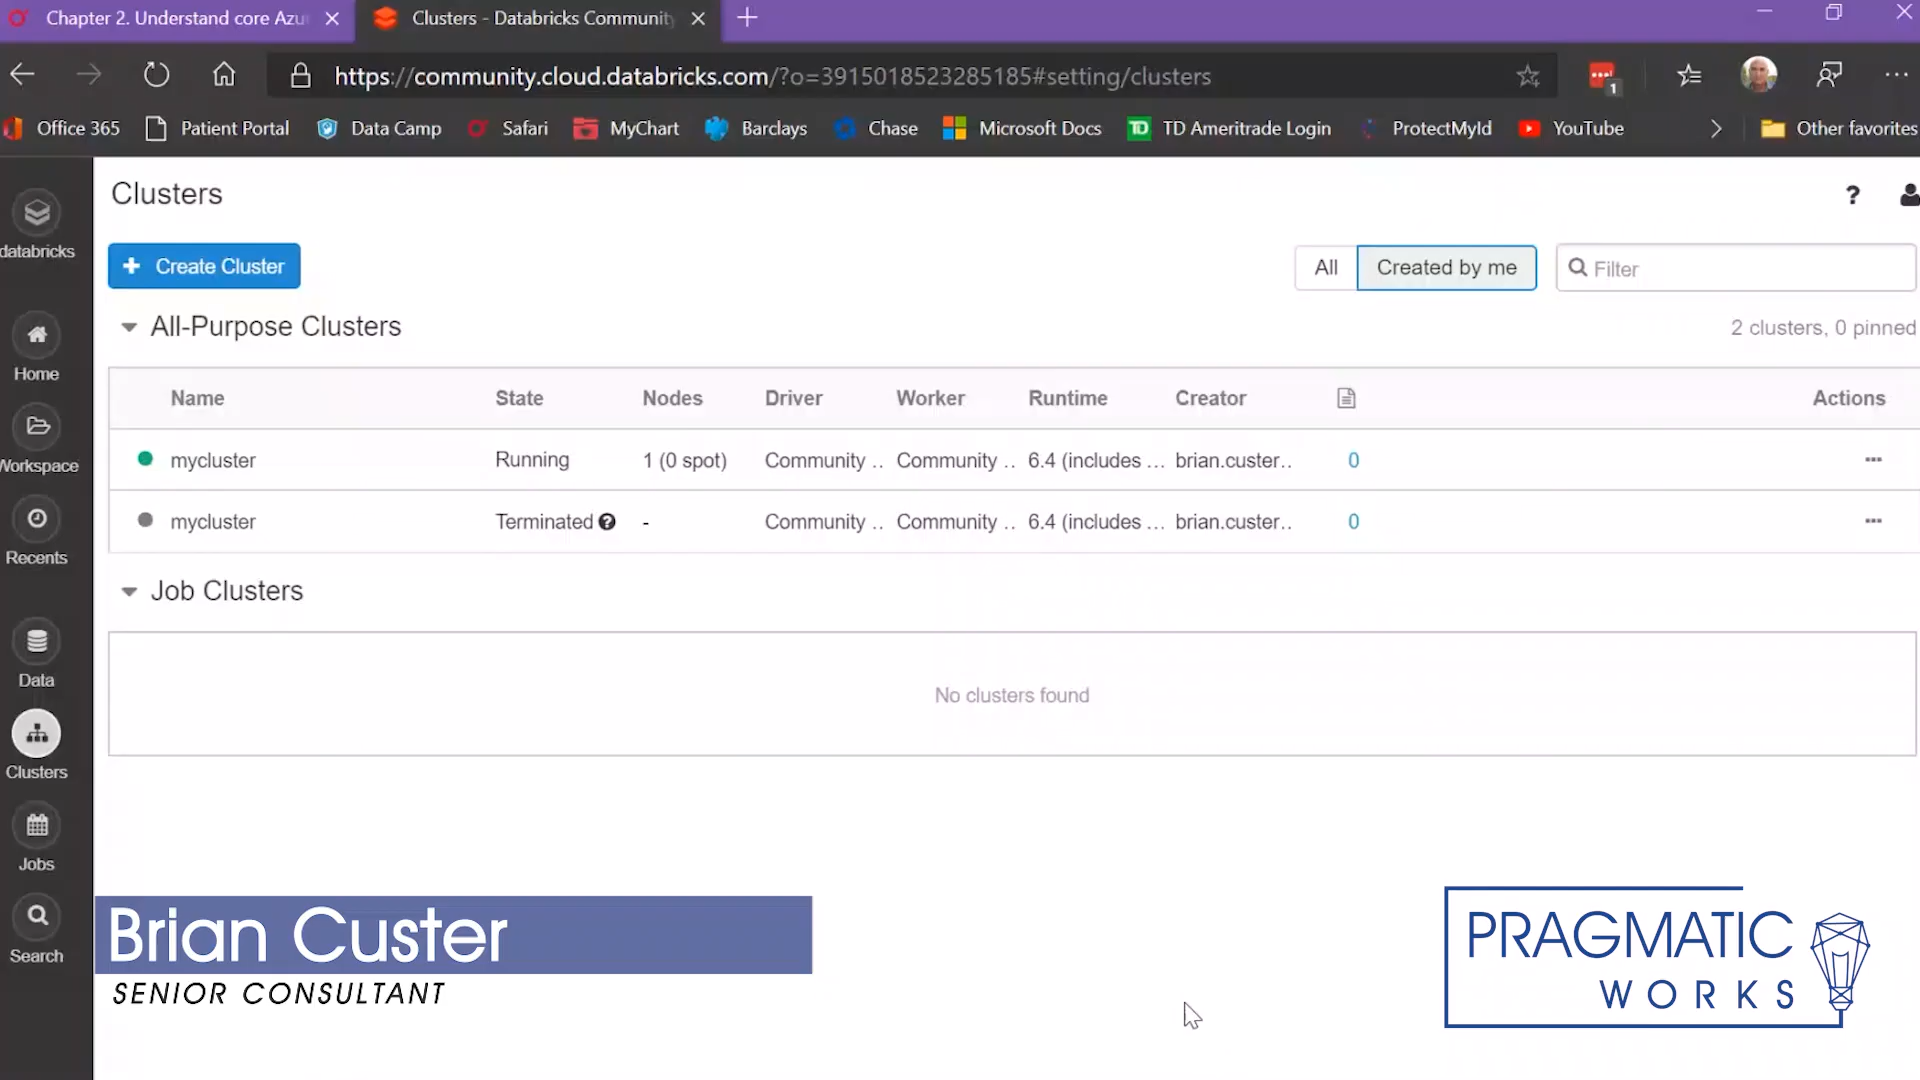 Chapter 2. Understand core Azu
Clusters - Databricks Community
https://community.cloud.databricks.com/?o=3915018523285185#setting/clusters
1
Office 365 Patient Portal Data Camp Safari MyChart Barclays Chase Microsoft Docs TD TD Ameritrade Login ProtectMyId YouTube Other favorites
databricks
Home
Workspace
Recents
Data
Clusters
Jobs
Search
Clusters
?
+ Create Cluster
All Created by me Filter
All-Purpose Clusters
2 clusters, 0 pinned
Name State Nodes Driver Worker Runtime Creator Actions
mycluster Running 1 (0 spot) Community .. Community .. 6.4 (includes ... brian.custer.. 0 ...
mycluster Terminated ? - Community .. Community .. 6.4 (includes ... brian.custer.. 0 ...
Job Clusters
No clusters found
Brian Custer
SENIOR CONSULTANT
PRAGMATIC
WORKS